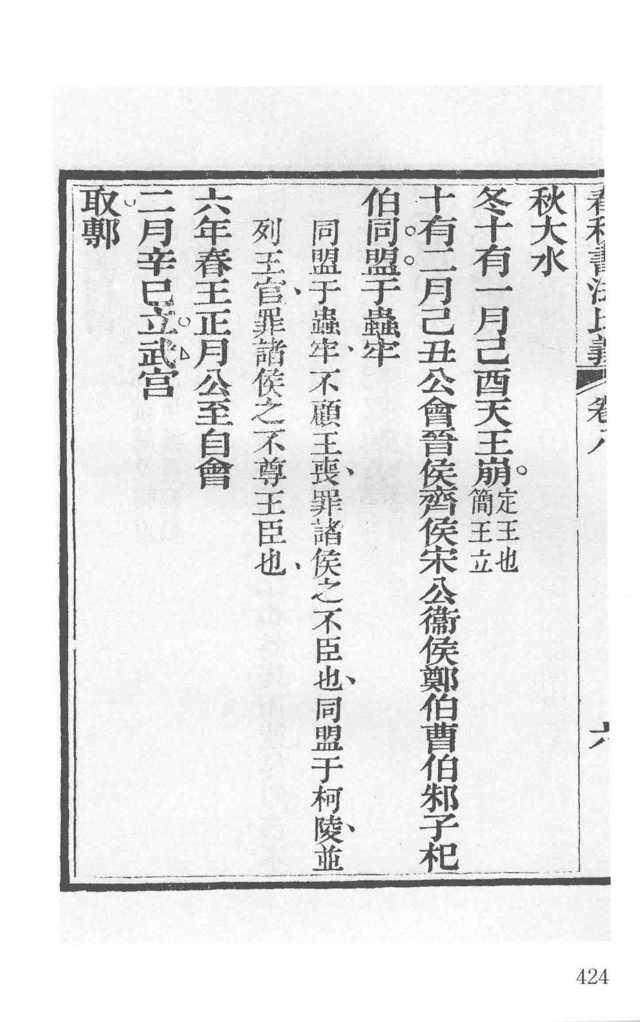 春秋書法比義 卷八 六
秋大水
冬十有一月己酉天王崩。定王也簡王立
十有二月己丑公會晉侯齊侯宋公衞侯鄭伯曹伯邾子杞
伯同盟于蟲牢
同盟于蟲牢、不顧王喪、罪諸侯之不臣也、同盟于柯陵、並
列王官、罪諸侯之不尊王臣也、
六年春王正月公至自會
二月辛巳立武宮
取鄟
424